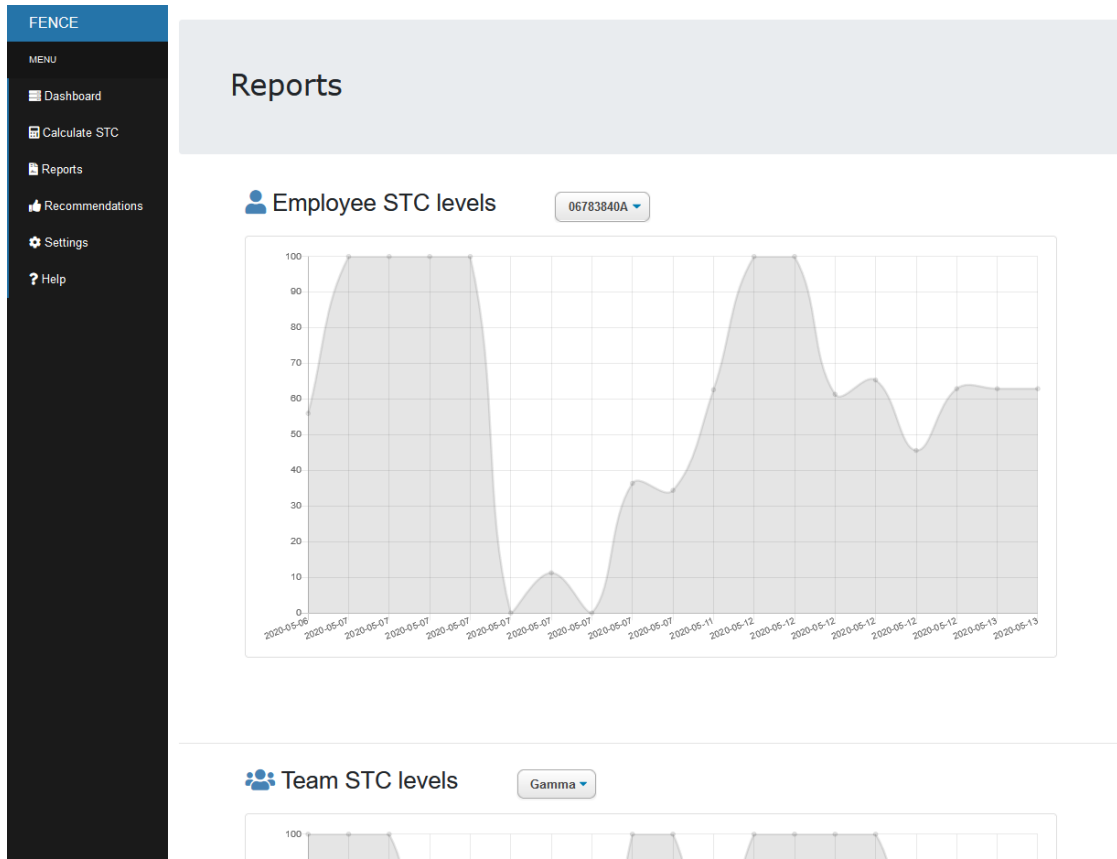 FENCE
MENU
Dashboard
Calculate STC
Reports
Recommendations
Settings
Help
Reports
Employee STC levels
06783840A
100
90
80
70
60
50
40
30
20
10
0
2020-05-06
2020-05-07
2020-05-07
2020-05-07
2020-05-07
2020-05-07
2020-05-07
2020-05-07
2020-05-07
2020-05-07
2020-05-11
2020-05-12
2020-05-12
2020-05-12
2020-05-12
2020-05-12
2020-05-12
2020-05-13
2020-05-13
Team STC levels
Gamma
100